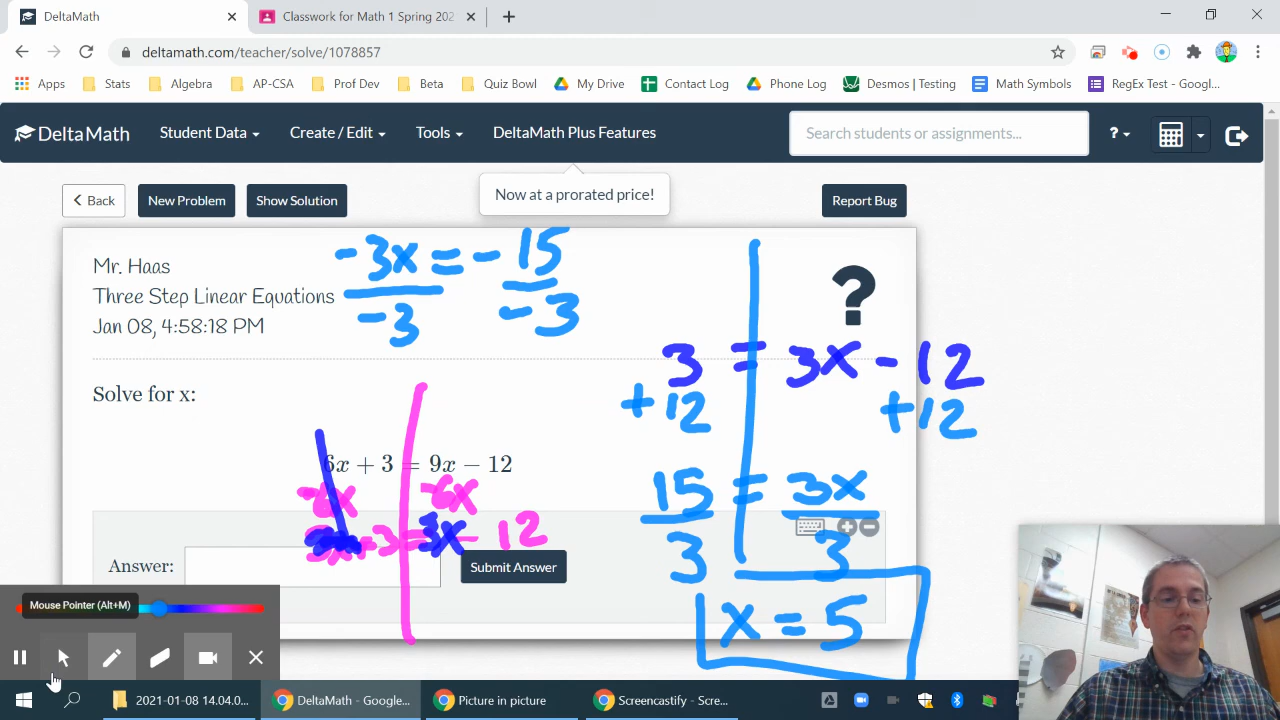 DeltaMath
Classwork for Math 1 Spring 202
deltamath.com/teacher/solve/1078857
Apps Stats Algebra AP-CSA Prof Dev Beta Quiz Bowl My Drive Contact Log Phone Log Desmos | Testing Math Symbols RegEx Test - Googl...
DeltaMath Student Data Create / Edit Tools DeltaMath Plus Features Search students or assignments... ?
Now at a prorated price!
Back New Problem Show Solution Report Bug
-3x = -15
-3 -3
Mr. Haas
Three Step Linear Equations
Jan 08, 4:58:18 PM
?
3 = 3x - 12
+12 +12
15 = 3x
3 3
x = 5
Solve for x:
6x + 3 = 9x − 12
-6x -6x
+3 = 3x - 12
Answer: Submit Answer
Mouse Pointer (Alt+M)
2021-01-08 14.04.0... DeltaMath - Google... Picture in picture Screencastify - Scre...